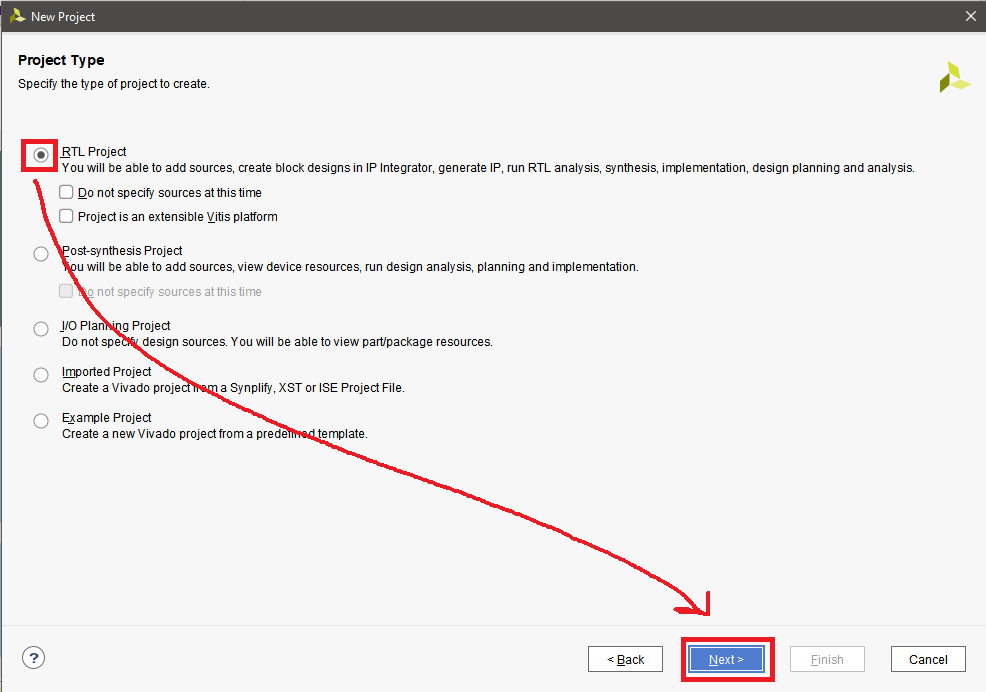 New Project
Project Type
Specify the type of project to create.
RTL Project
You will be able to add sources, create block designs in IP Integrator, generate IP, run RTL analysis, synthesis, implementation, design planning and analysis.
Do not specify sources at this time
Project is an extensible Vitis platform
Post-synthesis Project
You will be able to add sources, view device resources, run design analysis, planning and implementation.
Do not specify sources at this time
I/O Planning Project
Do not specify design sources. You will be able to view part/package resources.
Imported Project
Create a Vivado project from a Synplify, XST or ISE Project File.
Example Project
Create a new Vivado project from a predefined template.
? < Back Next > Finish Cancel